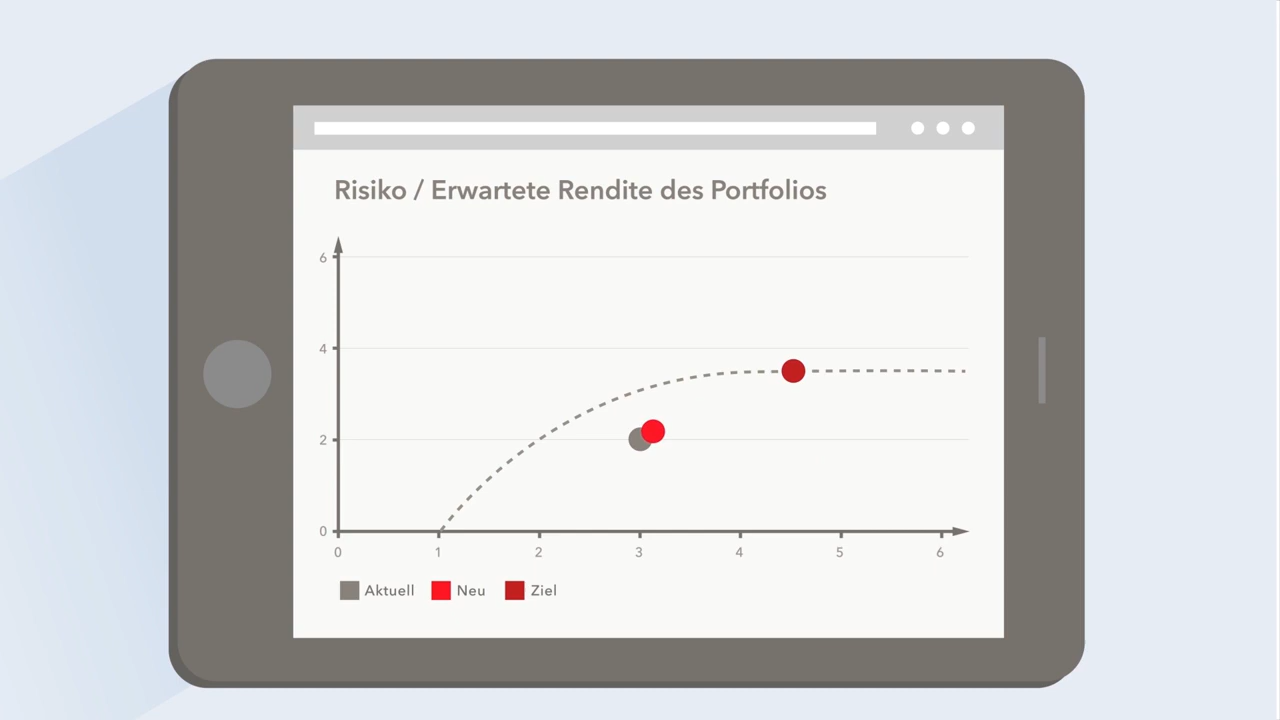 Risiko / Erwartete Rendite des Portfolios
6
4
2
0
0 1 2 3 4 5 6
Aktuell Neu Ziel